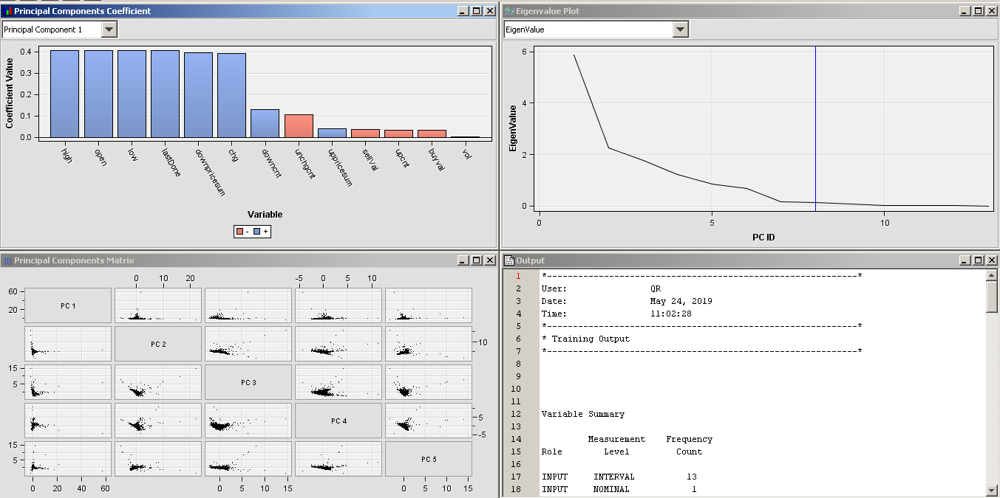 Principal Components Coefficient
Principal Component 1
Coefficient Value
0.4
0.3
0.2
0.1
0.0
high
open
low
lastDone
downpricesum
chg
downcnt
unchgcnt
uppricesum
sellVal
upcnt
buyval
vol
Variable
- +
Eigenvalue Plot
EigenValue
EigenValue
6
4
2
0
0 5 10
PC ID
Principal Components Matrix
0 10 20 -5 0 5 10
60
20
PC 1
PC 2
10
15
5
PC 3
PC 4
5
-5
15
5
PC 5
0 20 40 60 0 5 10 15 0 5 10 15
Output
1 *------------------------------------------------------------*
2 User: QR
3 Date: May 24, 2019
4 Time: 11:02:28
5 *------------------------------------------------------------*
6 * Training Output
7 *------------------------------------------------------------*
8
9
10
11
12 Variable Summary
13
14 Measurement Frequency
15 Role Level Count
16
17 INPUT INTERVAL 13
18 INPUT NOMINAL 1